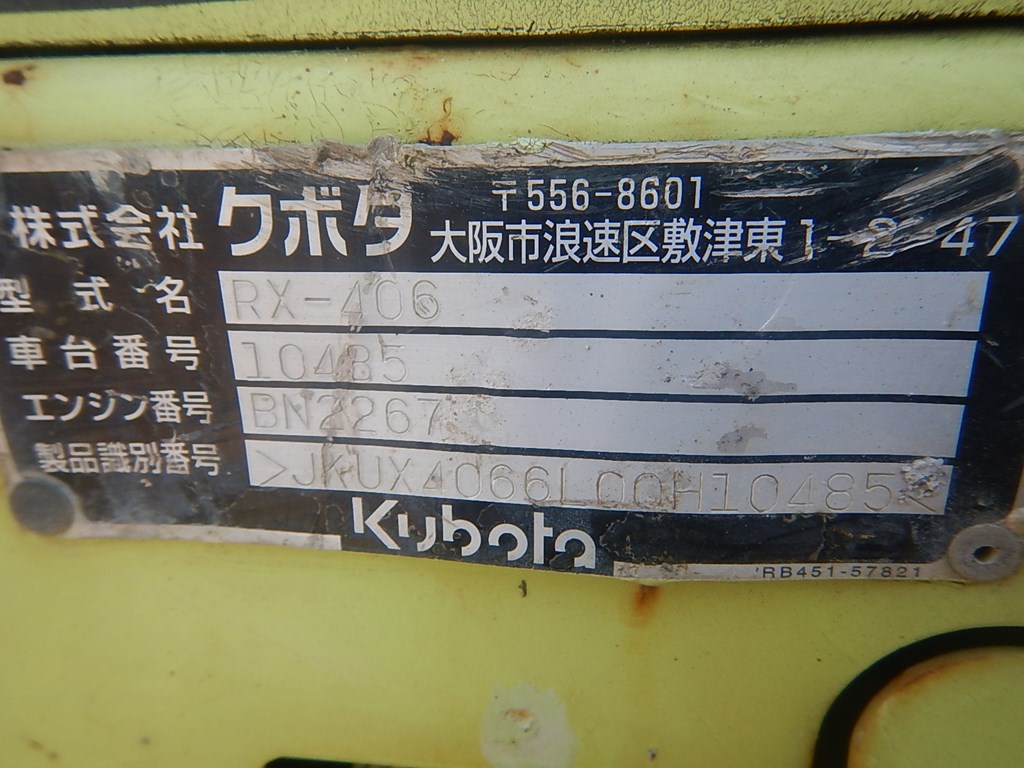 株式会社クボタ
〒556-8601
大阪市浪速区敷津東1-2-47
型式名 RX-406
車台番号 10485
エンジン番号 BN2267
製品識別番号 >JKUX4066L00H10485<
Kubota
RB451-57821